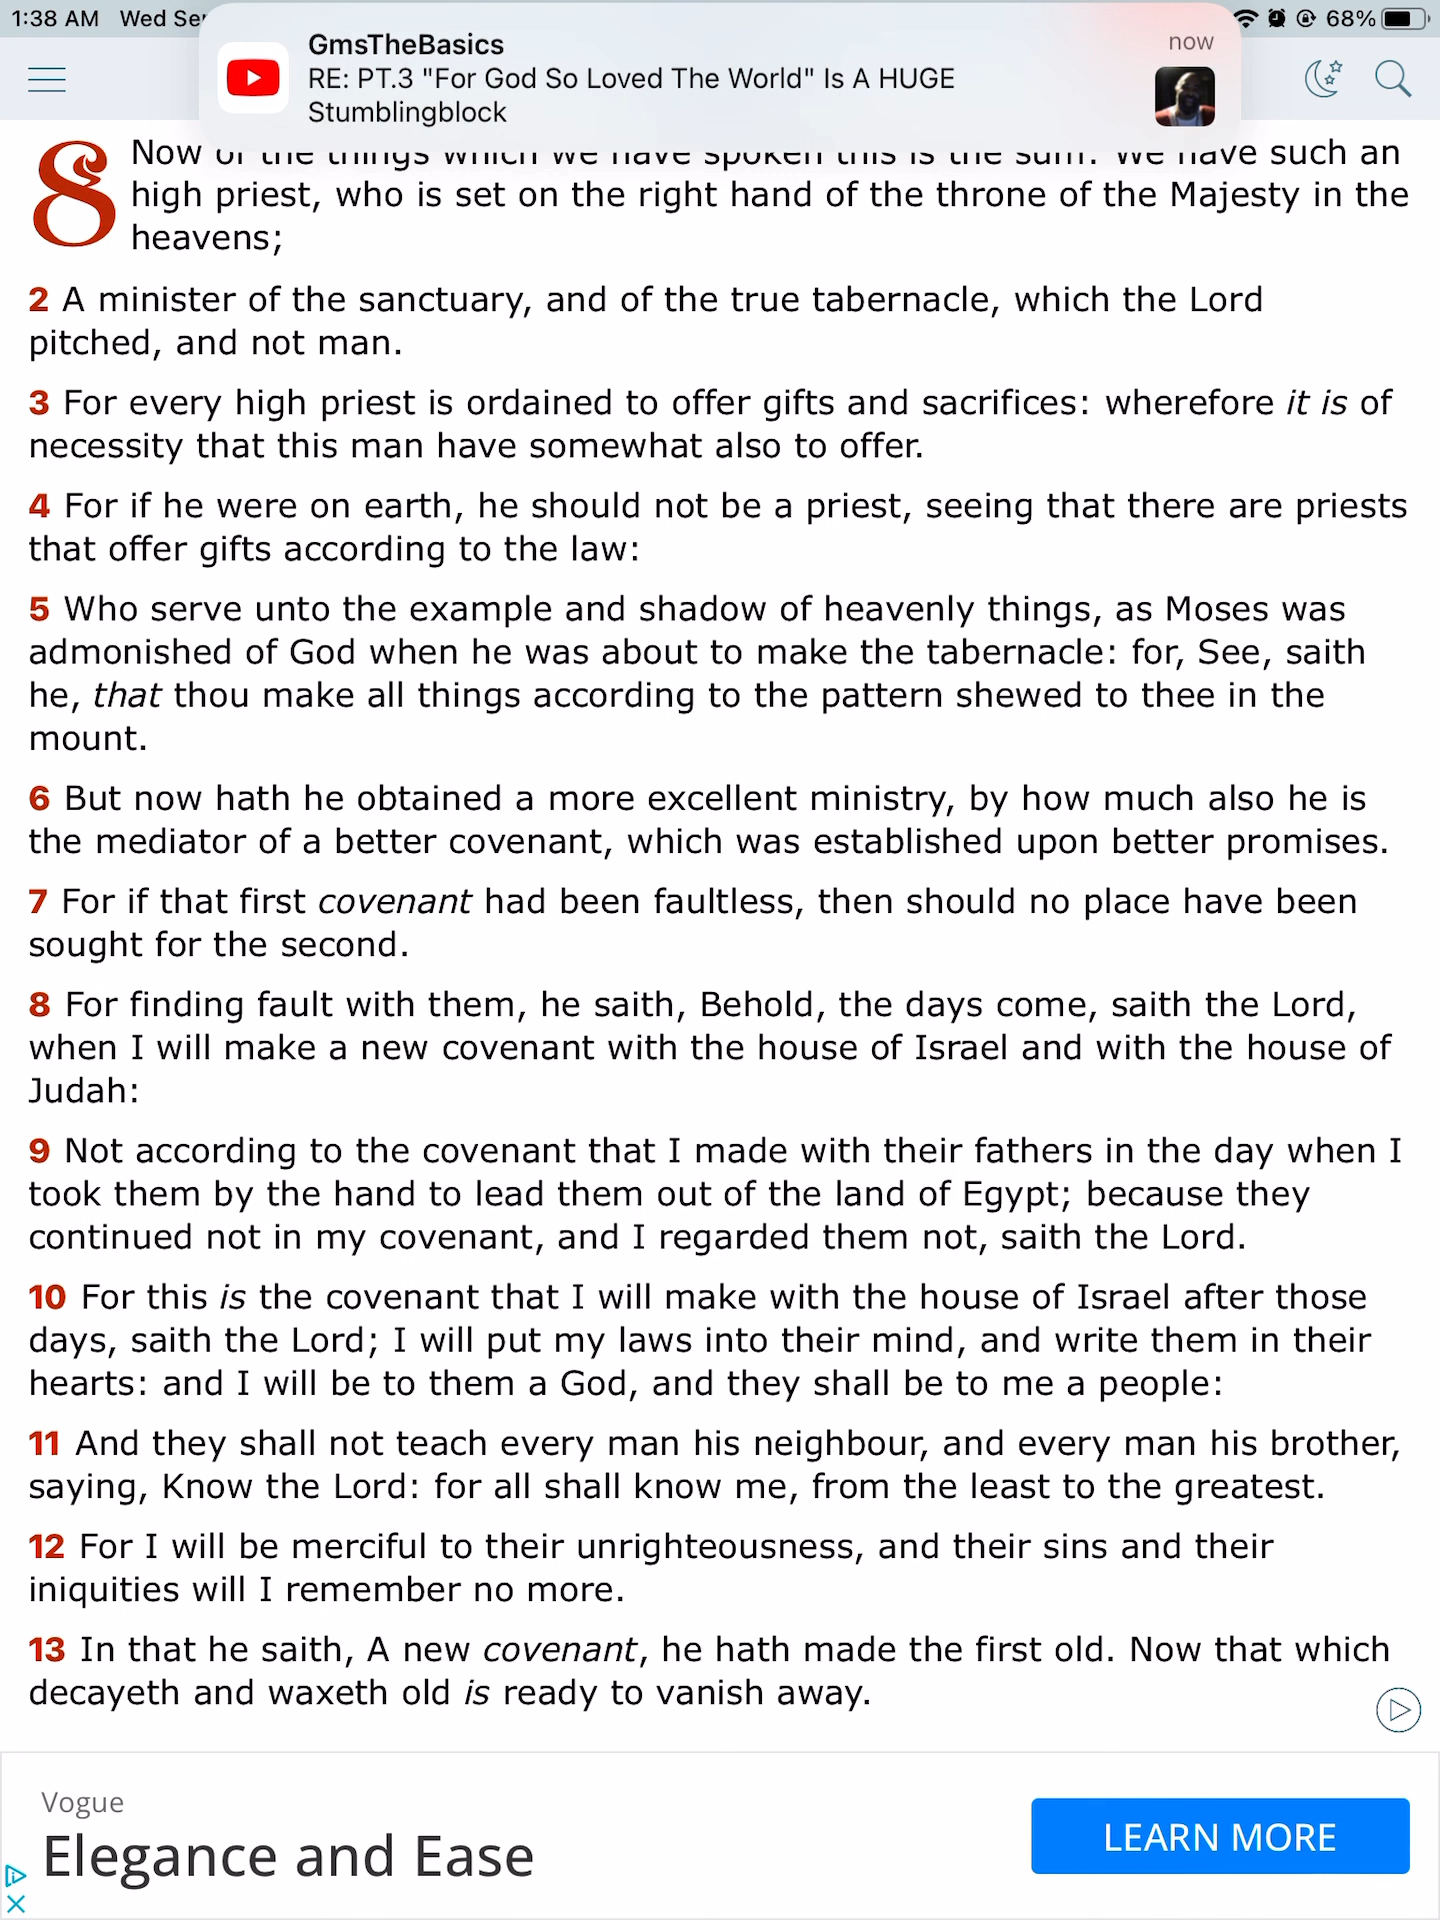 1:38 AM Wed Se
68%
GmsTheBasics
now
RE: PT.3 "For God So Loved The World" Is A HUGE
Stumblingblock
8
Now of the things which we have spoken this is the sum: We have such an
high priest, who is set on the right hand of the throne of the Majesty in the
heavens;
2 A minister of the sanctuary, and of the true tabernacle, which the Lord
pitched, and not man.
3 For every high priest is ordained to offer gifts and sacrifices: wherefore it is of
necessity that this man have somewhat also to offer.
4 For if he were on earth, he should not be a priest, seeing that there are priests
that offer gifts according to the law:
5 Who serve unto the example and shadow of heavenly things, as Moses was
admonished of God when he was about to make the tabernacle: for, See, saith
he, that thou make all things according to the pattern shewed to thee in the
mount.
6 But now hath he obtained a more excellent ministry, by how much also he is
the mediator of a better covenant, which was established upon better promises.
7 For if that first covenant had been faultless, then should no place have been
sought for the second.
8 For finding fault with them, he saith, Behold, the days come, saith the Lord,
when I will make a new covenant with the house of Israel and with the house of
Judah:
9 Not according to the covenant that I made with their fathers in the day when I
took them by the hand to lead them out of the land of Egypt; because they
continued not in my covenant, and I regarded them not, saith the Lord.
10 For this is the covenant that I will make with the house of Israel after those
days, saith the Lord; I will put my laws into their mind, and write them in their
hearts: and I will be to them a God, and they shall be to me a people:
11 And they shall not teach every man his neighbour, and every man his brother,
saying, Know the Lord: for all shall know me, from the least to the greatest.
12 For I will be merciful to their unrighteousness, and their sins and their
iniquities will I remember no more.
13 In that he saith, A new covenant, he hath made the first old. Now that which
decayeth and waxeth old is ready to vanish away.
Vogue
Elegance and Ease
LEARN MORE